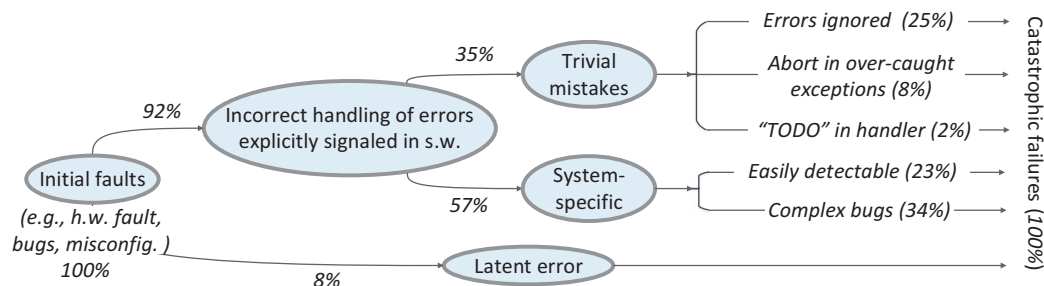 Errors ignored (25%)
35%
Trivial
mistakes
Abort in over-caught
exceptions (8%)
92%
Incorrect handling of errors
explicitly signaled in s.w.
“TODO” in handler (2%)
Initial faults
System-
specific
Easily detectable (23%)
57%
Complex bugs (34%)
(e.g., h.w. fault,
bugs, misconfig. )
100%
8%
Latent error
Catastrophic failures (100%)